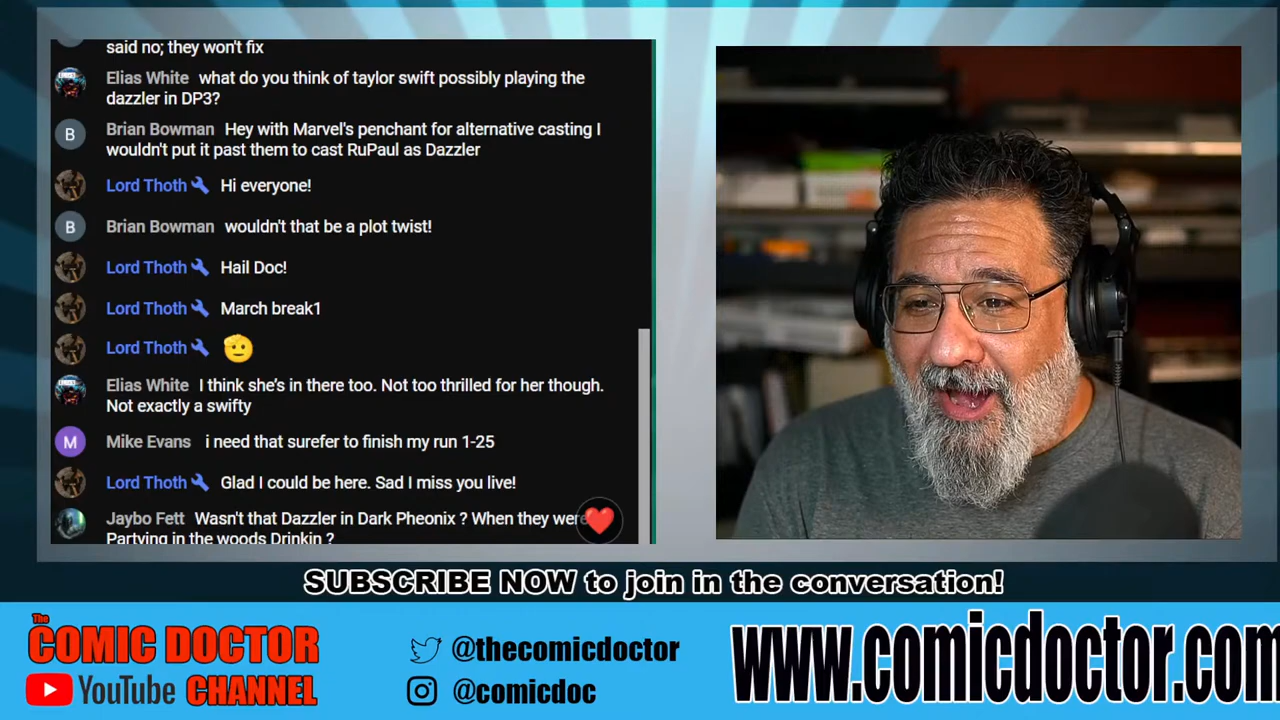 said no; they won't fix
Elias White what do you think of taylor swift possibly playing the
dazzler in DP3?
B Brian Bowman Hey with Marvel's penchant for alternative casting I
wouldn't put it past them to cast RuPaul as Dazzler
Lord Thoth Hi everyone!
B Brian Bowman wouldn't that be a plot twist!
Lord Thoth Hail Doc!
Lord Thoth March break1
Lord Thoth
Elias White I think she's in there too. Not too thrilled for her though.
Not exactly a swifty
M Mike Evans i need that surefer to finish my run 1-25
Lord Thoth Glad I could be here. Sad I miss you live!
Jaybo Fett Wasn't that Dazzler in Dark Pheonix ? When they were
Partying in the woods Drinkin ?
SUBSCRIBE NOW to join in the conversation!
The
COMIC DOCTOR
YouTube CHANNEL
@thecomicdoctor
@comicdoc
www.comicdoctor.com